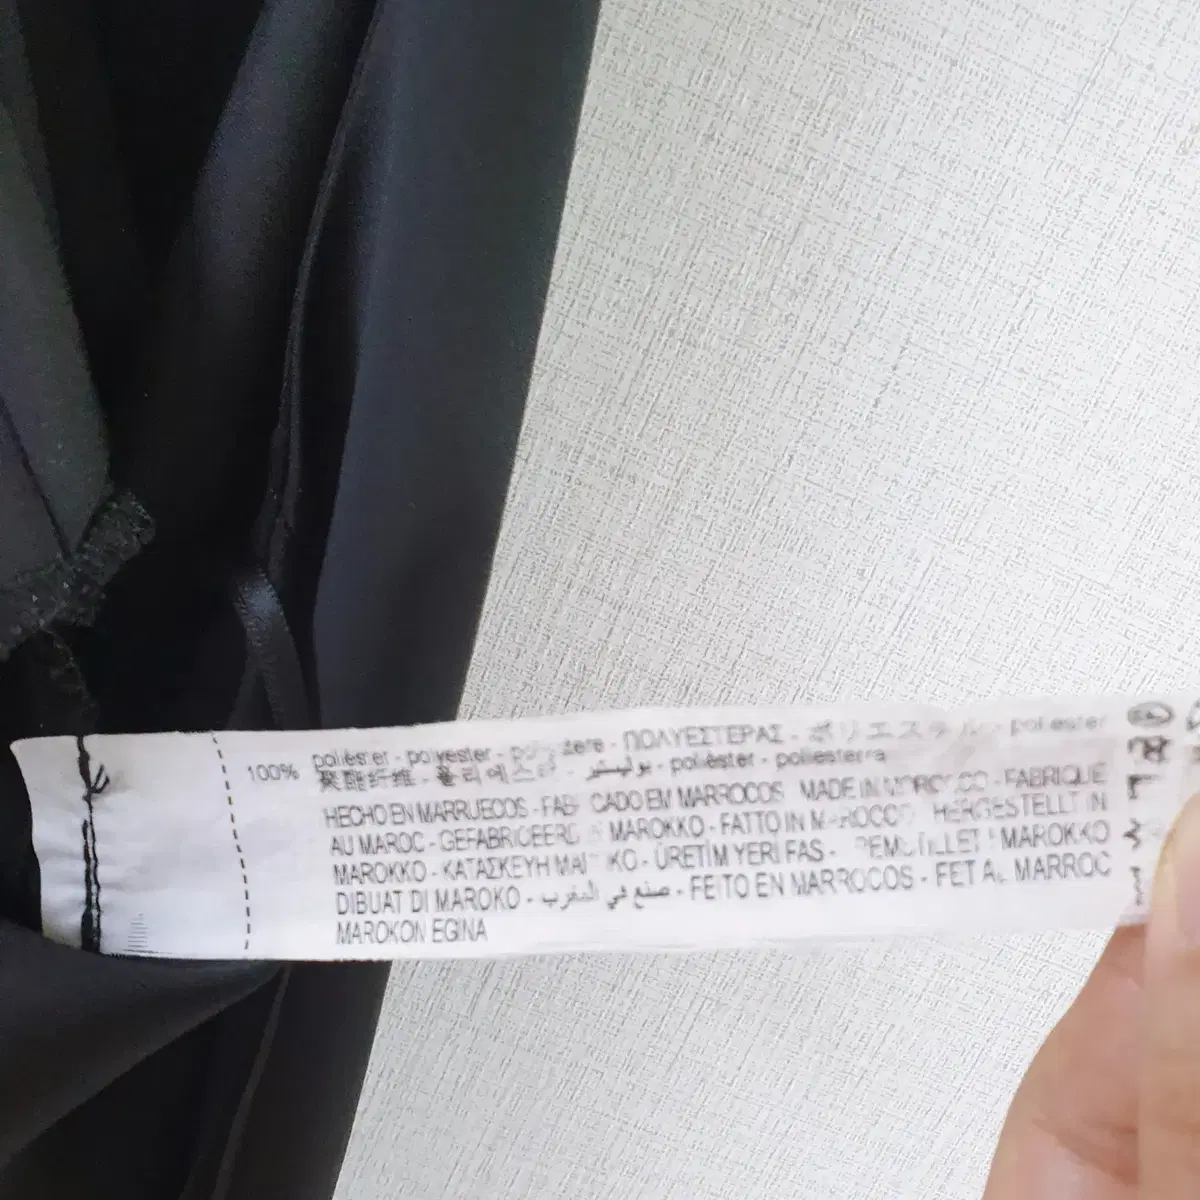 100% poliéster - polyester - ΠΟΛΥΕΣΤΕΡΑΣ - ポリエステル - poliester
聚酯纤维 - 폴리에스터 - بوليستر - polièster - poliesterra
HECHO EN MARRUECOS - FABRICADO EM MARROCOS MADE IN MOROCCO - FABRIQUÉ
AU MAROC - GEFABRICEERD IN MAROKKO - FATTO IN MAROCCO HERGESTELLT IN
MAROKKO - ΚΑΤΑΣΚΕΥΗ ΜΑΡΟΚΟ - ÜRETİM YERİ FAS - MAROKKO
DIBUAT DI MAROKO - صنع في المغرب - FEITO EN MARROCOS - FET AL MARROC
MAROKON EGINA